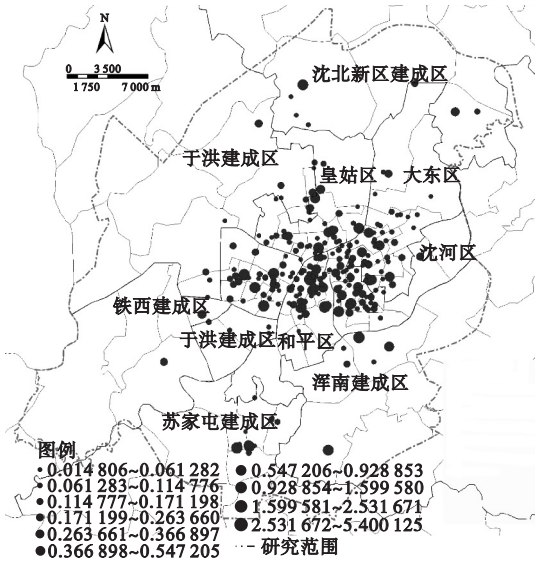 N
0 3 500
1 750 7 000 m
沈北新区建成区
于洪建成区
皇姑区 大东区
沈河区
铁西建成区
于洪建成区 和平区
浑南建成区
苏家屯建成区
图例
0.014 806~0.061 282
0.061 283~0.114 776
0.114 777~0.171 198
0.171 199~0.263 660
0.263 661~0.366 897
0.366 898~0.547 205
0.547 206~0.928 853
0.928 854~1.599 580
1.599 581~2.531 671
2.531 672~5.400 125
研究范围